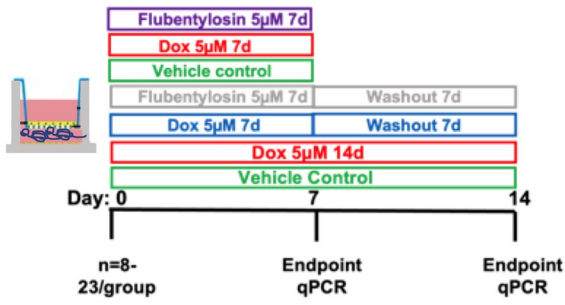 Flubentylosin 5µM 7d
Dox 5µM 7d
Vehicle control
Flubentylosin 5µM 7d Washout 7d
Dox 5µM 7d Washout 7d
Dox 5µM 14d
Vehicle Control
Day: 0 7 14
n=8-
23/group
Endpoint
qPCR
Endpoint
qPCR